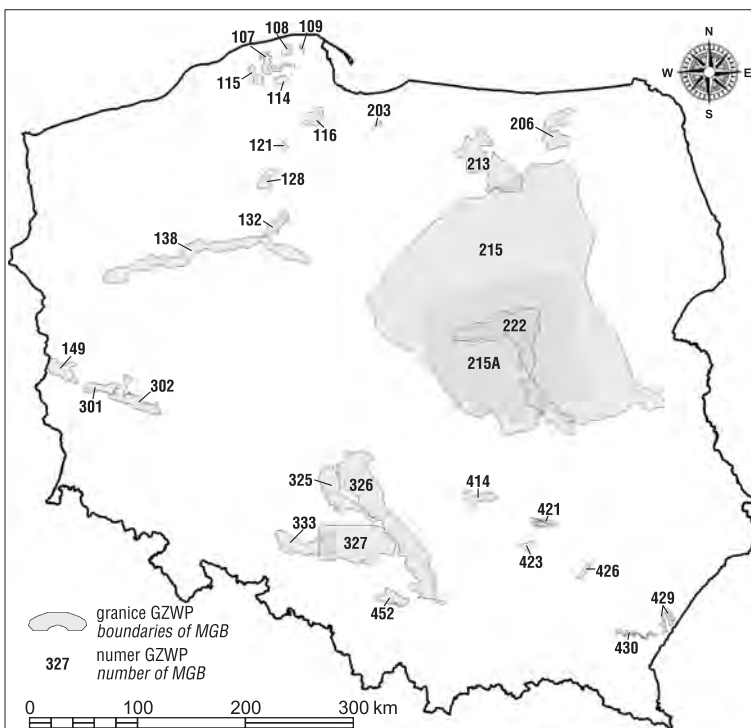 107 108 109
N
W E
S
115 114
116 203 206
121 213
128
132
138 215
222
149 215A
301 302
325 326 414
421
333 327 423
426
452 429
430
granice GZWP
boundaries of MGB
327 numer GZWP
number of MGB
0 100 200 300 km